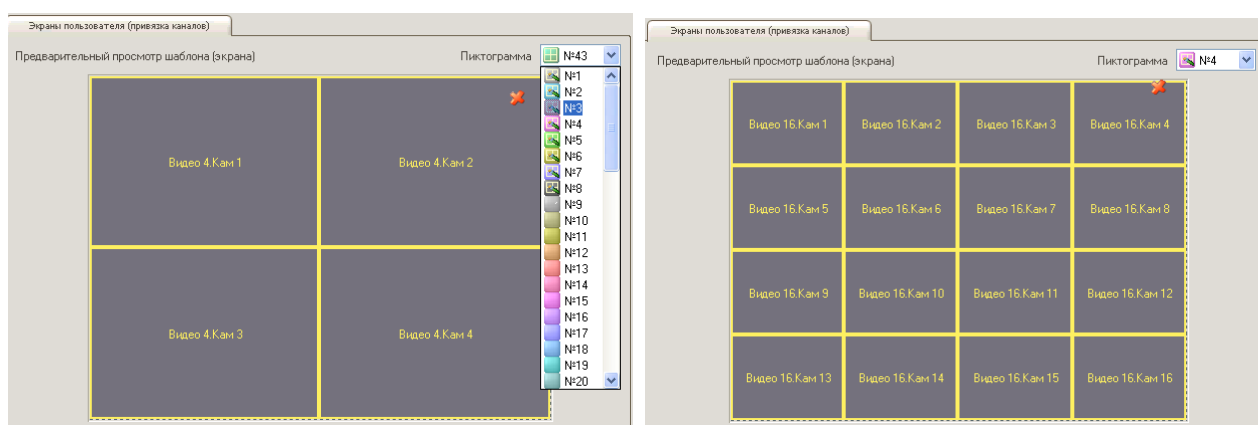 Экраны пользователя (привязка каналов)
Предварительный просмотр шаблона (экрана)
Пиктограмма №43
№1
№2
№3
№4
№5
№6
№7
№8
№9
№10
№11
№12
№13
№14
№15
№16
№17
№18
№19
№20
Видео 4.Кам 1 Видео 4.Кам 2
Видео 4.Кам 3 Видео 4.Кам 4
Экраны пользователя (привязка каналов)
Предварительный просмотр шаблона (экрана)
Пиктограмма №4
Видео 16.Кам 1 Видео 16.Кам 2 Видео 16.Кам 3 Видео 16.Кам 4
Видео 16.Кам 5 Видео 16.Кам 6 Видео 16.Кам 7 Видео 16.Кам 8
Видео 16.Кам 9 Видео 16.Кам 10 Видео 16.Кам 11 Видео 16.Кам 12
Видео 16.Кам 13 Видео 16.Кам 14 Видео 16.Кам 15 Видео 16.Кам 16